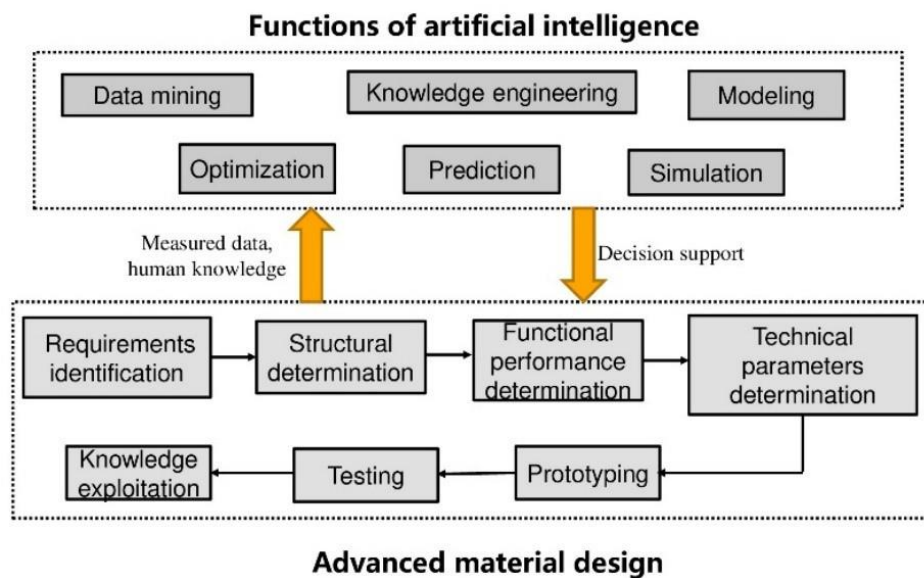 Functions of artificial intelligence
Data mining
Knowledge engineering
Modeling
Optimization
Prediction
Simulation
Measured data,
human knowledge
Decision support
Requirements
identification
Structural
determination
Functional
performance
determination
Technical
parameters
determination
Knowledge
exploitation
Testing
Prototyping
Advanced material design